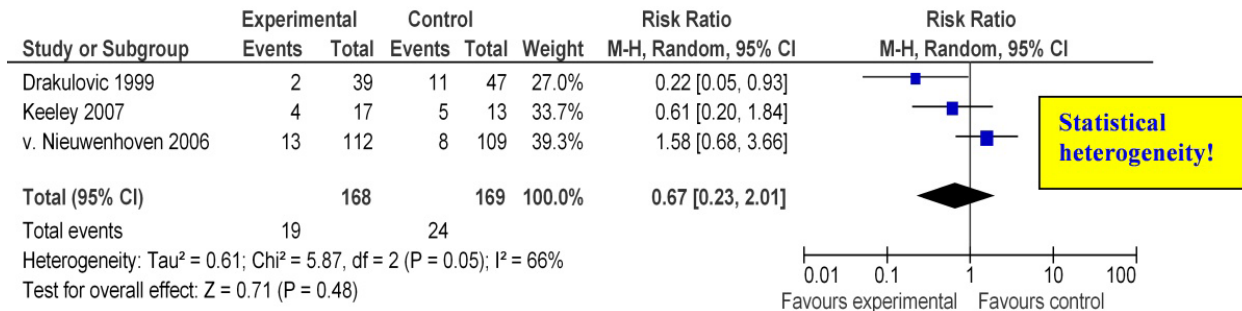 Experimental Control Risk Ratio Risk Ratio
Study or Subgroup Events Total Events Total Weight M-H, Random, 95% CI M-H, Random, 95% CI
Drakulovic 1999 2 39 11 47 27.0% 0.22 [0.05, 0.93]
Keeley 2007 4 17 5 13 33.7% 0.61 [0.20, 1.84]
v. Nieuwenhoven 2006 13 112 8 109 39.3% 1.58 [0.68, 3.66]
Statistical
heterogeneity!
Total (95% CI) 168 169 100.0% 0.67 [0.23, 2.01]
Total events 19 24
Heterogeneity: Tau² = 0.61; Chi² = 5.87, df = 2 (P = 0.05); I² = 66%
Test for overall effect: Z = 0.71 (P = 0.48)
0.01 0.1 1 10 100
Favours experimental Favours control